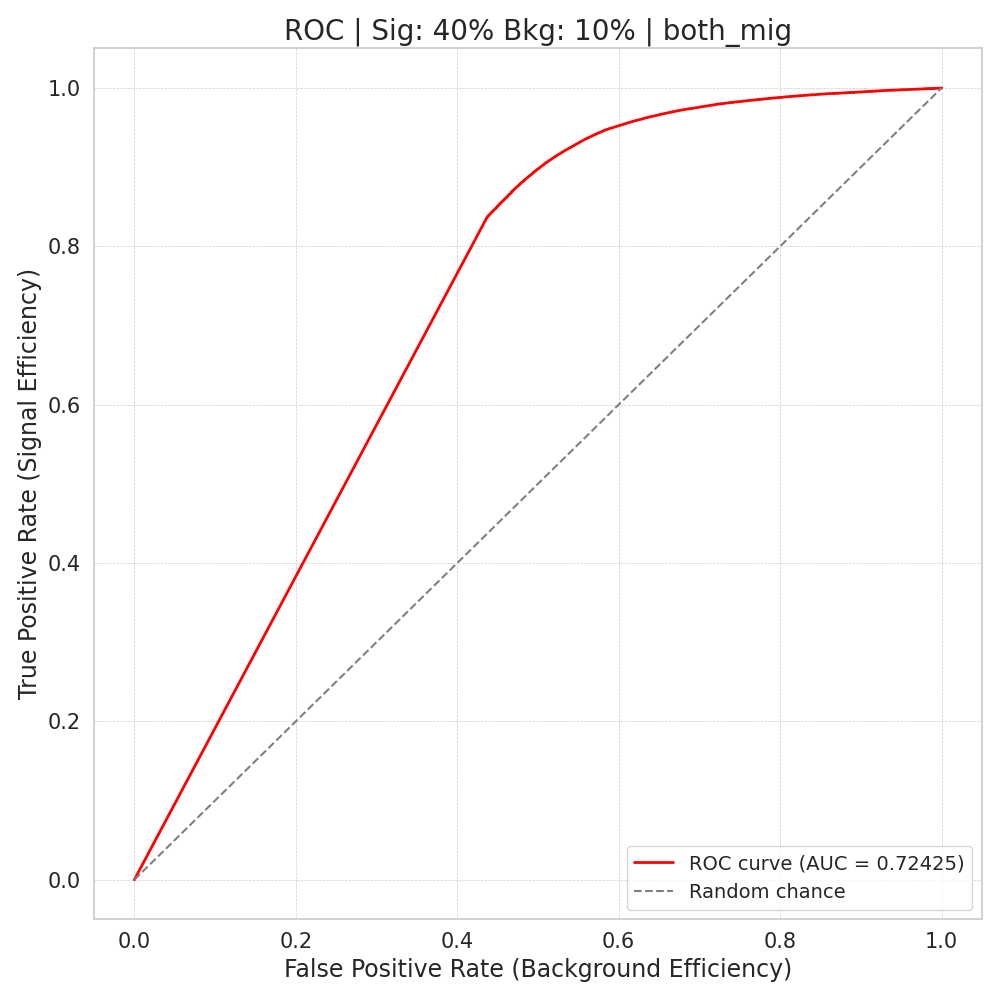 ROC | Sig: 40% Bkg: 10% | both_mig
True Positive Rate (Signal Efficiency)
1.0
0.8
0.6
0.4
0.2
0.0
ROC curve (AUC = 0.72425)
Random chance
0.0 0.2 0.4 0.6 0.8 1.0
False Positive Rate (Background Efficiency)